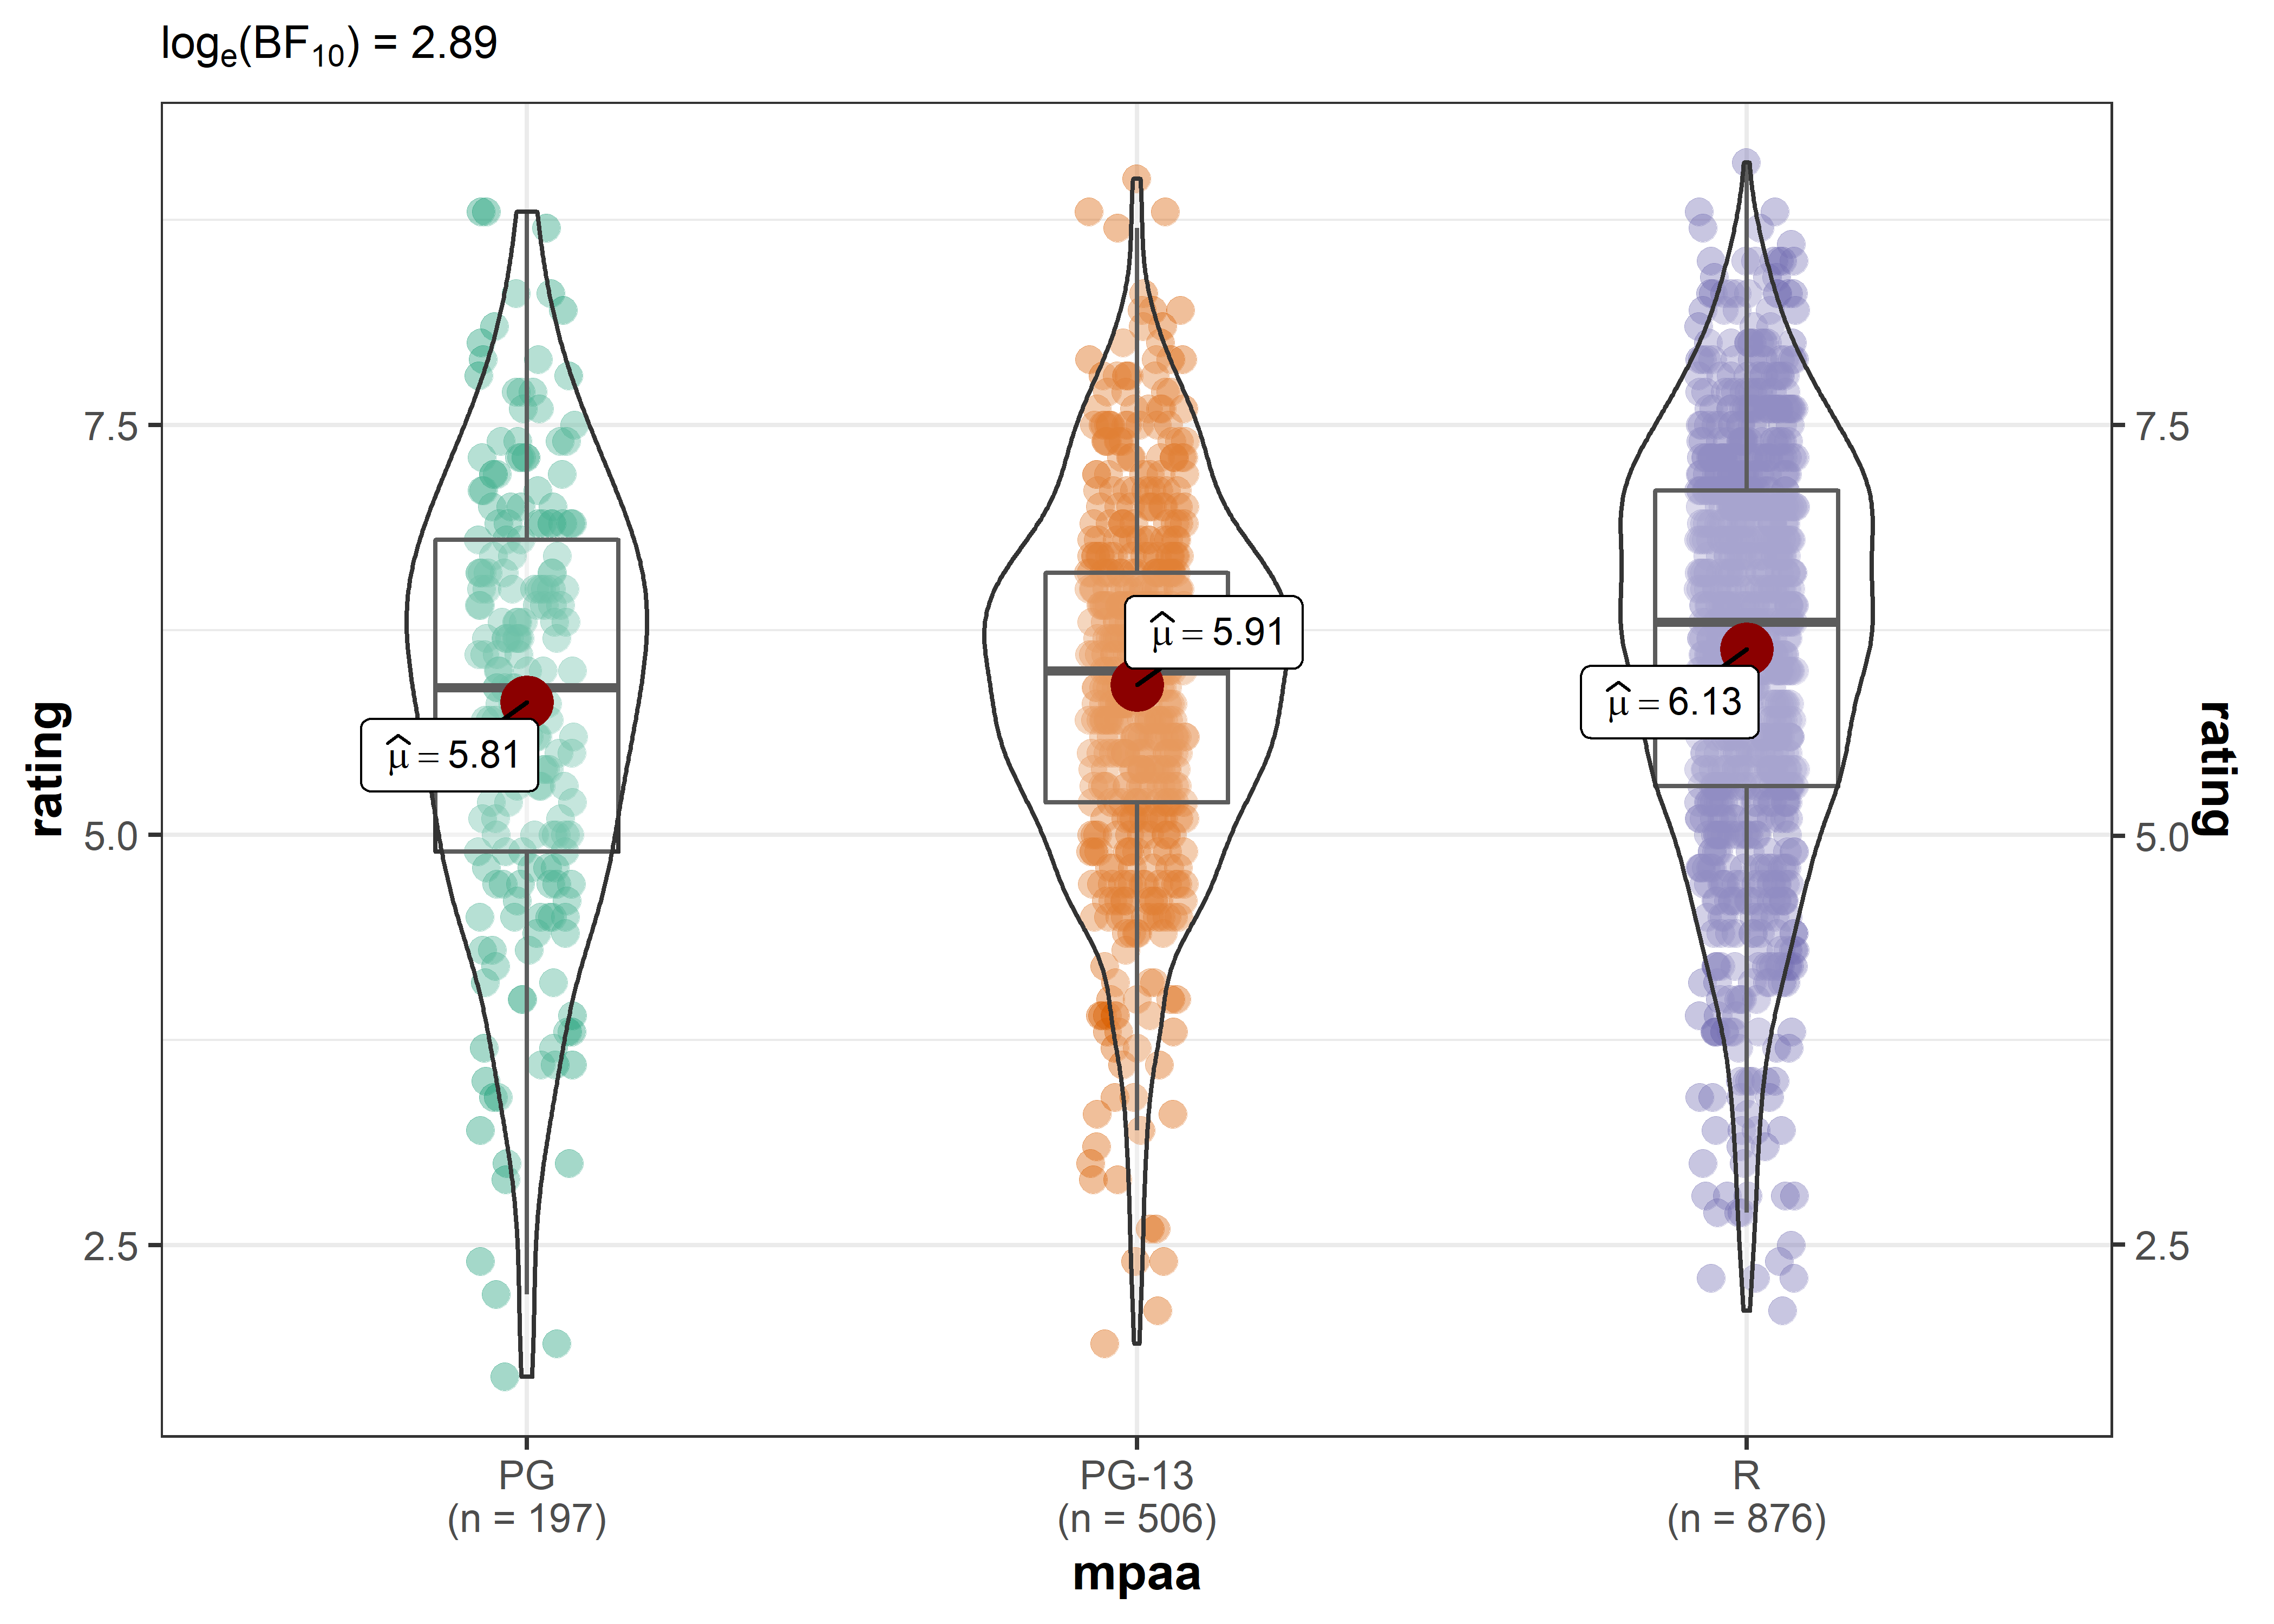 logₑ(BF₁₀) = 2.89
7.5
5.0
2.5
rating
μ̂ = 5.81
μ̂ = 5.91
μ̂ = 6.13
7.5
5.0
2.5
rating
PG
(n = 197)
PG-13
(n = 506)
R
(n = 876)
mpaa